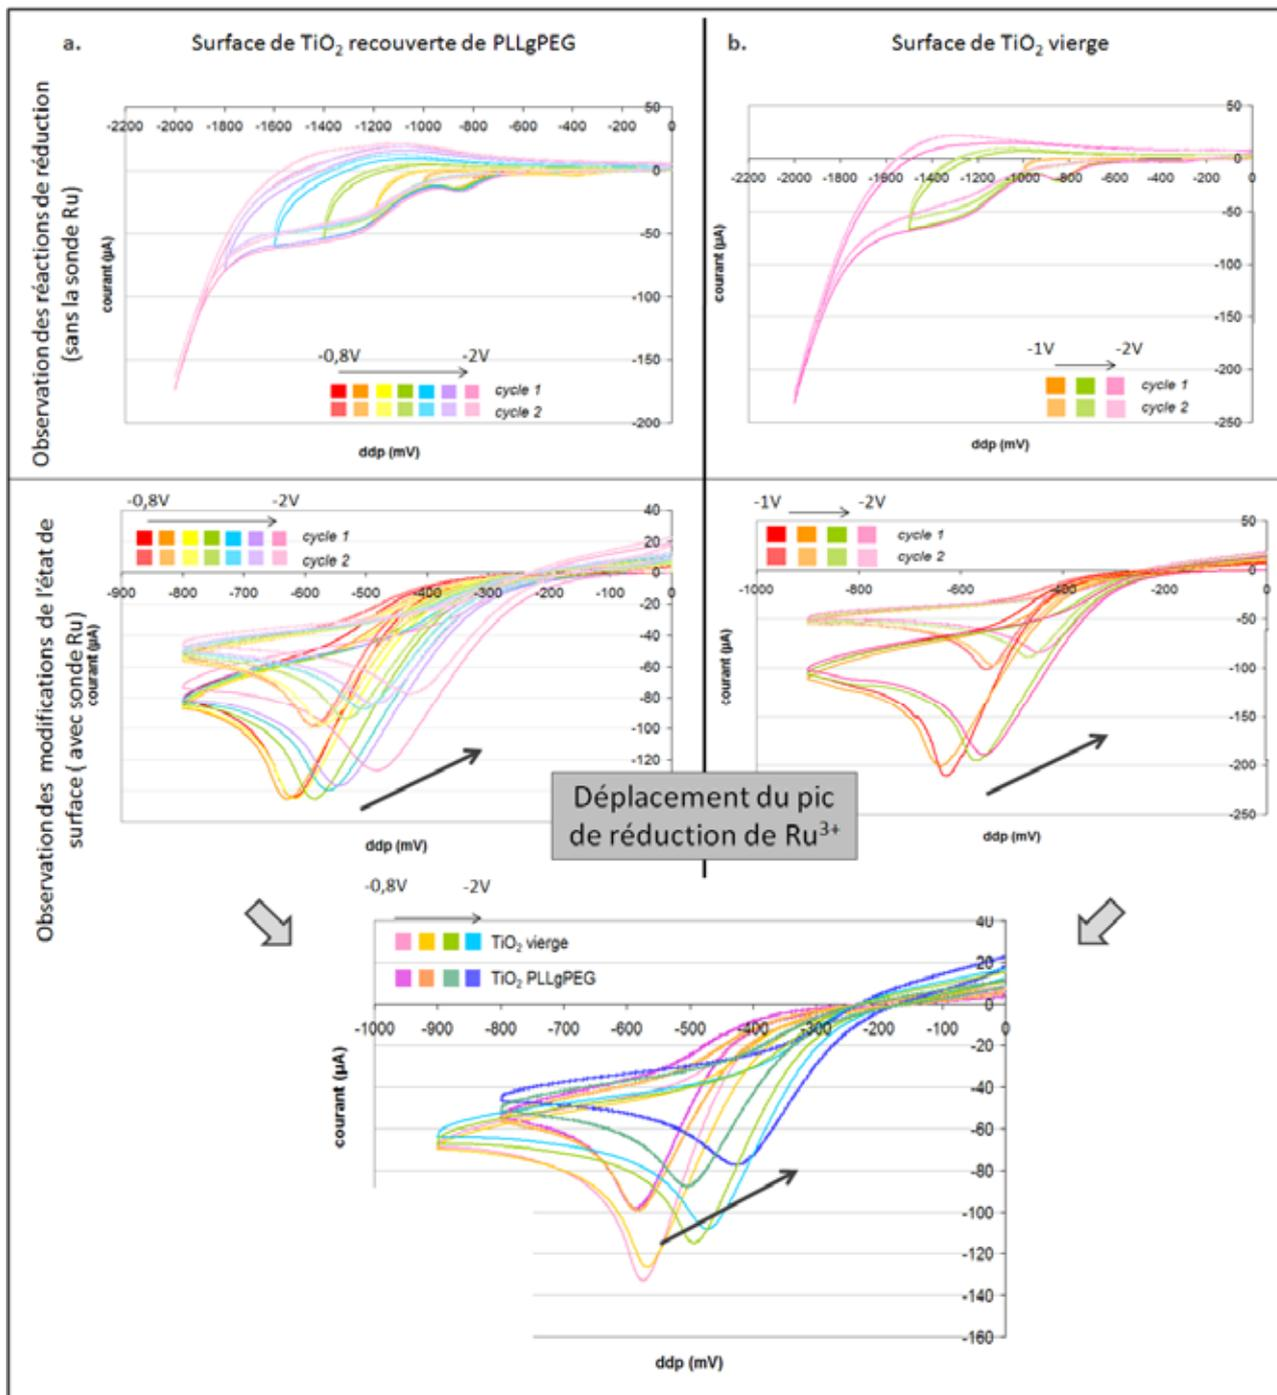 a.
Surface de TiO2 recouverte de PLLgPEG
b.
Surface de TiO2 vierge
Observation des réactions de réduction
(sans la sonde Ru)
50
-2200 -2000 -1800 -1600 -1400 -1200 -1000 -800 -600 -400 -200 0
0
-50
-100
-150
-200
courant (µA)
-0,8V -2V
cycle 1
cycle 2
ddp (mV)
50
0
-2200 -2000 -1800 -1600 -1400 -1200 -1000 -800 -600 -400 -200 0
-50
-100
-150
-200
-250
courant (µA)
-1V -2V
cycle 1
cycle 2
ddp (mV)
Observation des modifications de l'état de
surface ( avec sonde Ru)
-0,8V -2V
cycle 1
cycle 2
40
20
0
-900 -800 -700 -600 -500 -400 -300 -200 -100 0
-20
-40
-60
-80
-100
-120
courant (µA)
ddp (mV)
-1V -2V
cycle 1
cycle 2
50
0
-1000 -800 -600 -400 -200 0
-50
-100
-150
-200
-250
courant (µA)
ddp (mV)
Déplacement du pic
de réduction de Ru3+
-0,8V -2V
TiO2 vierge
TiO2 PLLgPEG
40
20
0
-1000 -900 -800 -700 -600 -500 -400 -300 -200 -100 0
-20
-40
-60
-80
-100
-120
-140
-160
courant (µA)
ddp (mV)